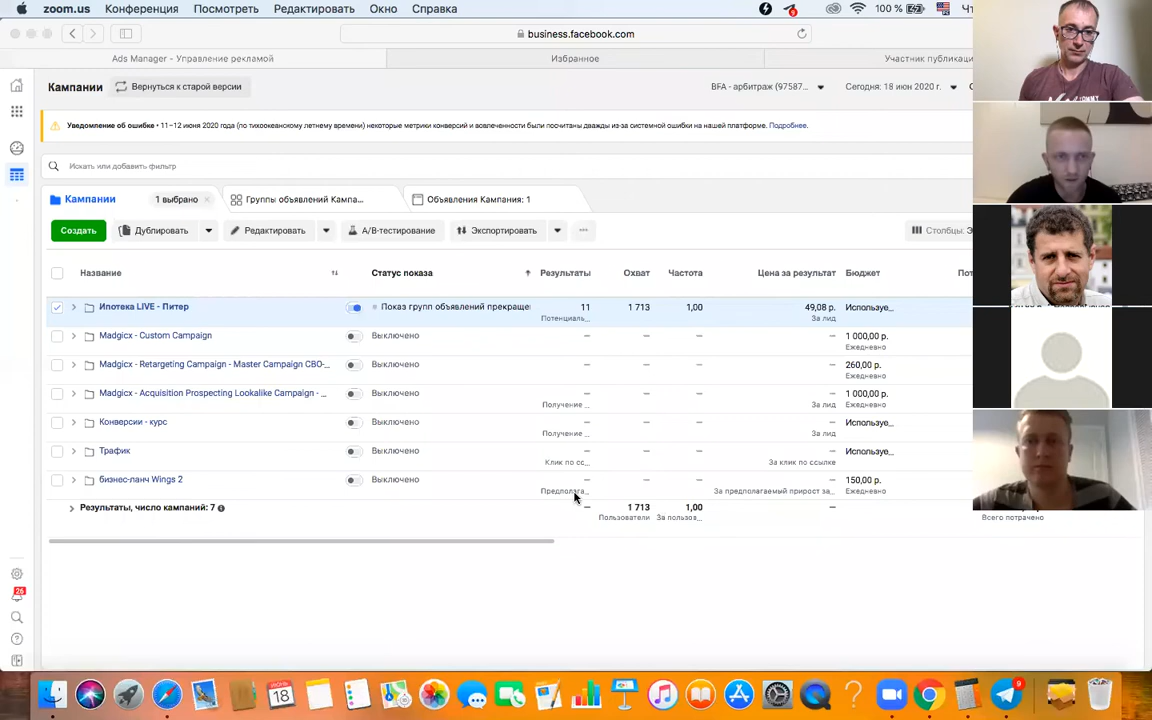 zoom.us Конференция Посмотреть Редактировать Окно Справка 9 100 %
business.facebook.com
Ads Manager - Управление рекламой Избранное Участник публикаци
Кампании Вернуться к старой версии BFA - арбитраж (97587... Сегодня: 18 июн 2020 г.
Уведомление об ошибке • 11–12 июня 2020 года (по тихоокеанскому летнему времени) некоторые метрики конверсий и вовлеченности были посчитаны дважды из-за системной ошибки на нашей платформе. Подробнее.
Искать или добавить фильтр
Кампании 1 выбрано × Группы объявлений Кампа... Объявления Кампания: 1
Создать Дублировать Редактировать A/B-тестирование Экспортировать ... Столбцы: Э
Название Статус показа Результаты Охват Частота Цена за результат Бюджет
Ипотека LIVE - Питер Показ групп объявлений прекраще 11 1 713 1,00 49,08 р. Используе...
Потенциаль... За лид
Madgicx - Custom Campaign Выключено — — — — 1 000,00 р.
Ежедневно
Madgicx - Retargeting Campaign - Master Campaign CBO-... Выключено — — — — 260,00 р.
Ежедневно
Madgicx - Acquisition Prospecting Lookalike Campaign - ... Выключено — — — — 1 000,00 р.
Получение ... За лид Ежедневно
Конверсии - курс Выключено — — — — Используе...
Получение ... За лид
Трафик Выключено — — — — Используе...
Клик по сс... За клик по ссылке
бизнес-ланч Wings 2 Выключено — — — — 150,00 р.
Предполага... За предполагаемый прирост за... Ежедневно
Результаты, число кампаний: 7 — 1 713 1,00 —
Пользователи За пользов... Всего потрачено
26
18
9